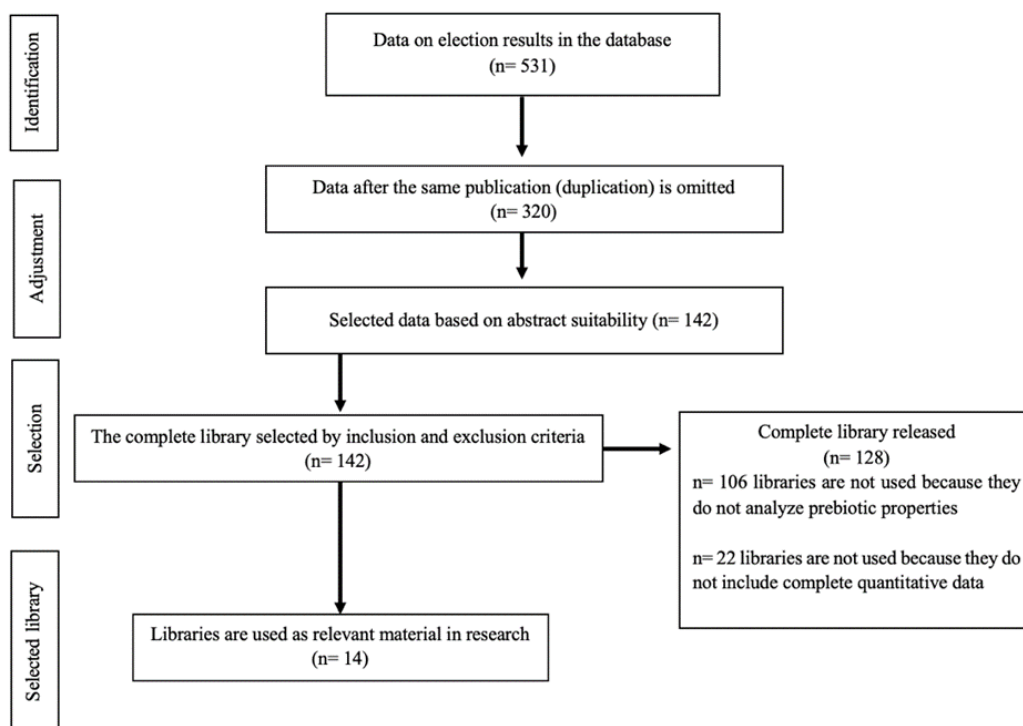 Identification
Data on election results in the database
(n= 531)
Adjustment
Data after the same publication (duplication) is omitted
(n= 320)
Selected data based on abstract suitability (n= 142)
Selection
The complete library selected by inclusion and exclusion criteria
(n= 142)
Complete library released
(n= 128)
n= 106 libraries are not used because they
do not analyze prebiotic properties
n= 22 libraries are not used because they do
not include complete quantitative data
Selected library
Libraries are used as relevant material in research
(n= 14)